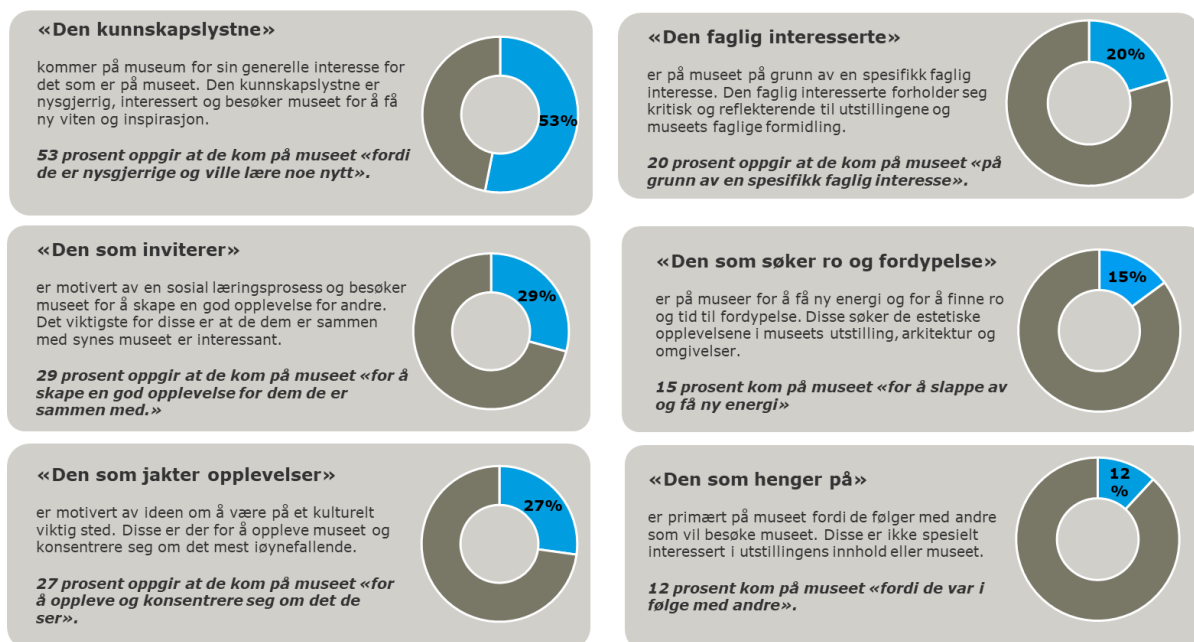 «Den kunnskapslystne»
kommer på museum for sin generelle interesse for
det som er på museet. Den kunnskapslystne er
nysgjerrig, interessert og besøker museet for å få
ny viten og inspirasjon.
53 prosent oppgir at de kom på museet «fordi
de er nysgjerrige og ville lære noe nytt».
53%
«Den faglig interesserte»
er på museet på grunn av en spesifikk faglig
interesse. Den faglig interesserte forholder seg
kritisk og reflekterende til utstillingene og
museets faglige formidling.
20 prosent oppgir at de kom på museet «på
grunn av en spesifikk faglig interesse».
20%
«Den som inviterer»
er motivert av en sosial læringsprosess og besøker
museet for å skape en god opplevelse for andre.
Det viktigste for disse er at de dem er sammen
med synes museet er interessant.
29 prosent oppgir at de kom på museet «for å
skape en god opplevelse for dem de er
sammen med.»
29%
«Den som søker ro og fordypelse»
er på museer for å få ny energi og for å finne ro
og tid til fordypelse. Disse søker de estetiske
opplevelsene i museets utstilling, arkitektur og
omgivelser.
15 prosent kom på museet «for å slappe av
og få ny energi»
15%
«Den som jakter opplevelser»
er motivert av ideen om å være på et kulturelt
viktig sted. Disse er der for å oppleve museet og
konsentrere seg om det mest iøynefallende.
27 prosent oppgir at de kom på museet «for
å oppleve og konsentrere seg om det de
ser».
27%
«Den som henger på»
er primært på museet fordi de følger med andre
som vil besøke museet. Disse er ikke spesielt
interessert i utstillingens innhold eller museet.
12 prosent kom på museet «fordi de var i
følge med andre».
12
%